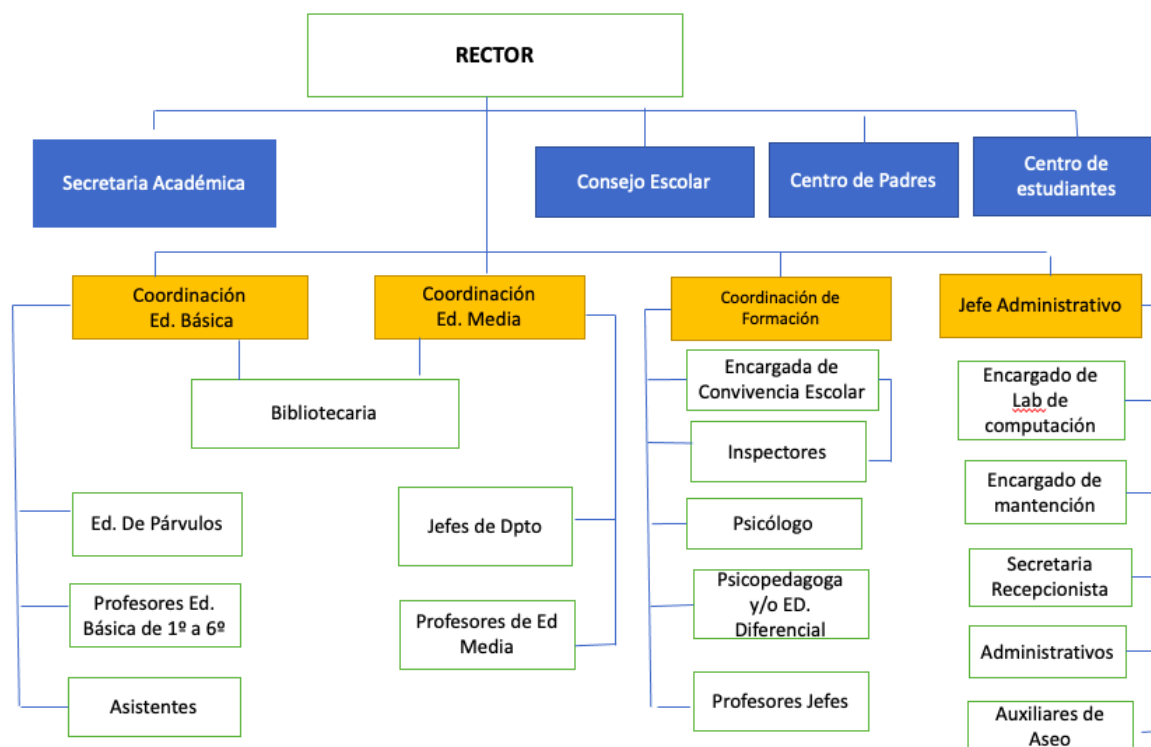 RECTOR
Secretaria Académica
Consejo Escolar
Centro de Padres
Centro de
estudiantes
Coordinación
Ed. Básica
Coordinación
Ed. Media
Coordinación de
Formación
Jefe Administrativo
Bibliotecaria
Ed. De Párvulos
Profesores Ed.
Básica de 1º a 6º
Asistentes
Jefes de Dpto
Profesores de Ed
Media
Encargada de
Convivencia Escolar
Inspectores
Psicólogo
Psicopedagoga
y/o ED.
Diferencial
Profesores Jefes
Encargado de
Lab de
computación
Encargado de
mantención
Secretaria
Recepcionista
Administrativos
Auxiliares de
Aseo